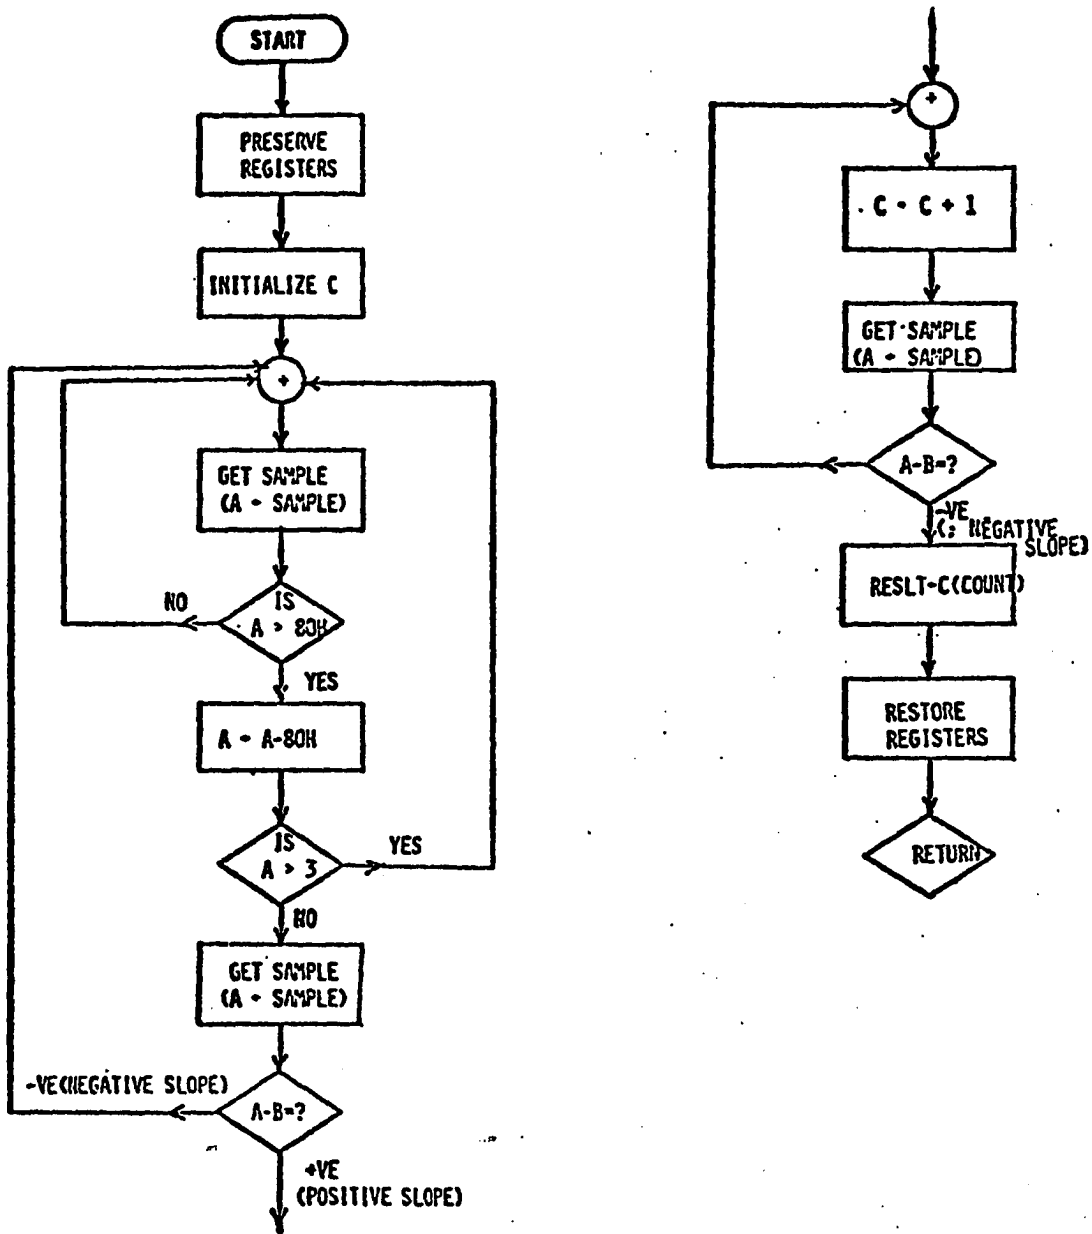 START
PRESERVE
REGISTERS
INITIALIZE C
+
GET SAMPLE
(A - SAMPLE)
IS
A > 80H
NO
YES
A - A-80H
IS
A > 3
YES
NO
GET SAMPLE
(A - SAMPLE)
-VE(NEGATIVE SLOPE)
A-B=?
+VE
(POSITIVE SLOPE)
+
C - C + 1
GET SAMPLE
(A - SAMPLE)
A-B=?
-VE
(: NEGATIVE
SLOPE)
RESLT-C(COUNT)
RESTORE
REGISTERS
RETURN